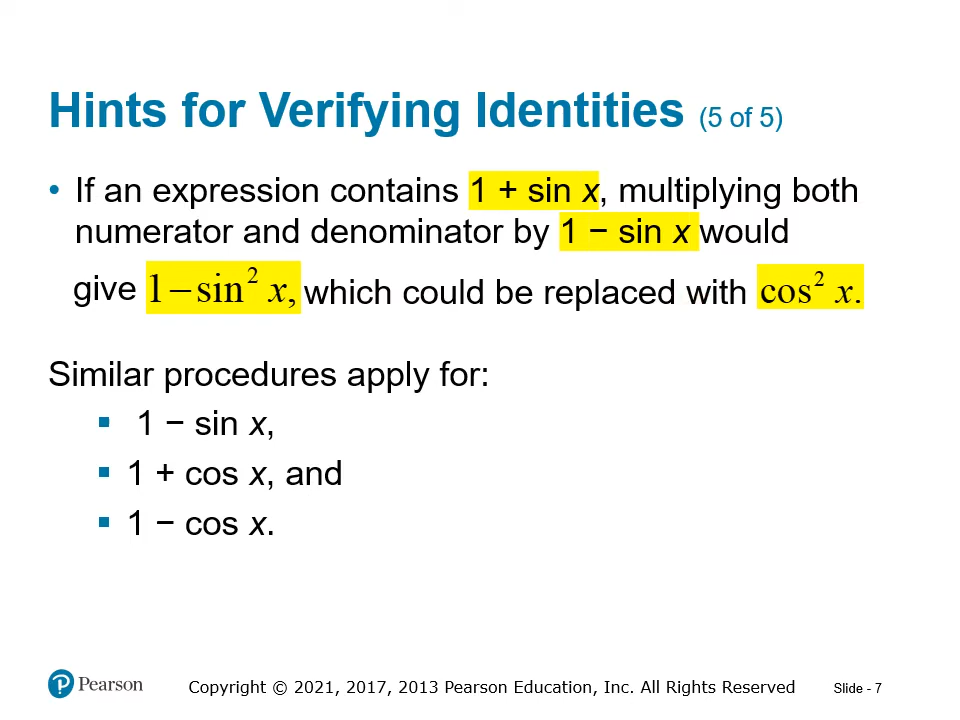 Hints for Verifying Identities (5 of 5)
• If an expression contains 1 + sin x, multiplying both
numerator and denominator by 1 − sin x would
give 1 − sin² x, which could be replaced with cos² x.
Similar procedures apply for:
▪ 1 − sin x,
▪ 1 + cos x, and
▪ 1 − cos x.
Pearson Copyright © 2021, 2017, 2013 Pearson Education, Inc. All Rights Reserved Slide - 7